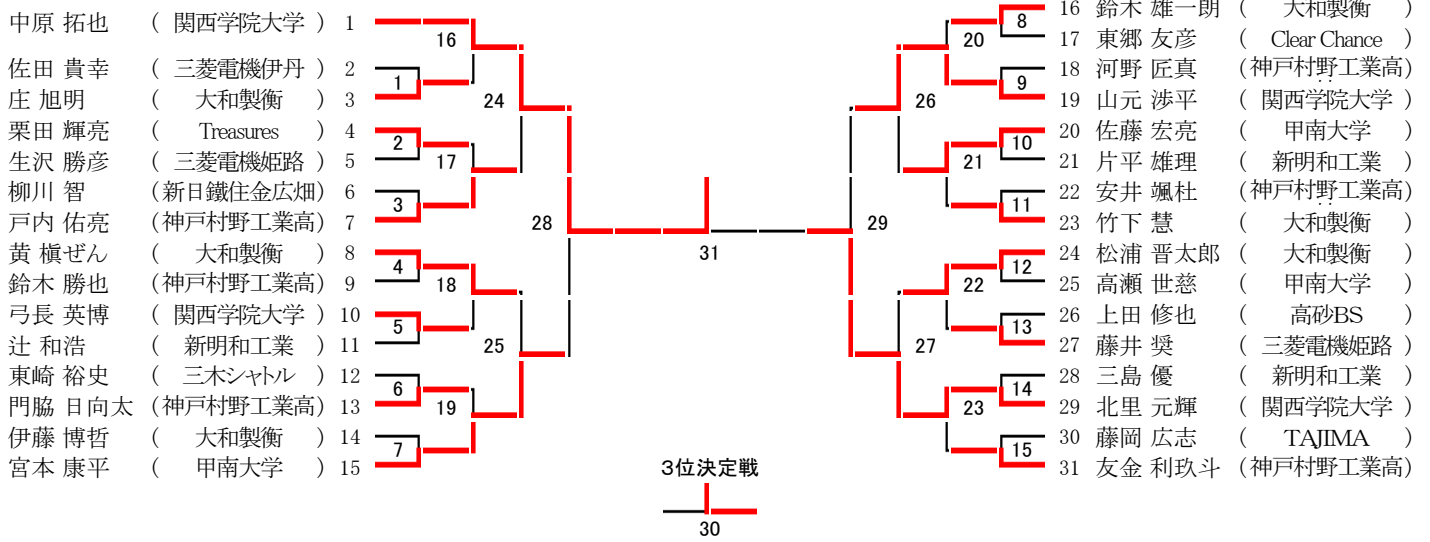 中原 拓也 ( 関西学院大学 ) 1
佐田 貴幸 ( 三菱電機伊丹 ) 2
庄 旭明 ( 大和製衡 ) 3
栗田 輝亮 ( Treasures ) 4
生沢 勝彦 ( 三菱電機姫路 ) 5
柳川 智 (新日鐵住金広畑) 6
戸内 佑亮 (神戸村野工業高) 7
黄 槇ぜん ( 大和製衡 ) 8
鈴木 勝也 (神戸村野工業高) 9
弓長 英博 ( 関西学院大学 ) 10
辻 和浩 ( 新明和工業 ) 11
東崎 裕史 ( 三木シャトル ) 12
門脇 日向太 (神戸村野工業高) 13
伊藤 博哲 ( 大和製衡 ) 14
宮本 康平 ( 甲南大学 ) 15
1
2
3
4
5
6
7
16
17
18
19
24
25
28
31
3位決定戦
30
29
26
27
20
21
22
23
8
9
10
11
12
13
14
15
16 鈴木 雄一朗 ( 大和製衡 )
17 東郷 友彦 ( Clear Chance )
18 河野 匠真 (神戸村野工業高)
19 山元 渉平 ( 関西学院大学 )
20 佐藤 宏亮 ( 甲南大学 )
21 片平 雄理 ( 新明和工業 )
22 安井 颯杜 (神戸村野工業高)
23 竹下 慧 ( 大和製衡 )
24 松浦 晋太郎 ( 大和製衡 )
25 高瀬 世慈 ( 甲南大学 )
26 上田 修也 ( 高砂BS )
27 藤井 奨 ( 三菱電機姫路 )
28 三島 優 ( 新明和工業 )
29 北里 元輝 ( 関西学院大学 )
30 藤岡 広志 ( TAJIMA )
31 友金 利玖斗 (神戸村野工業高)